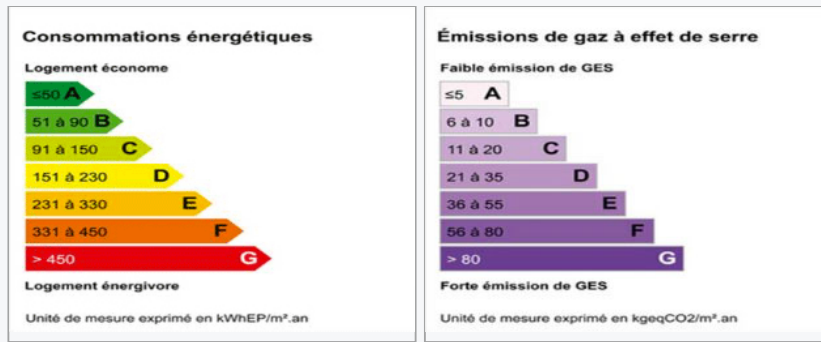 Consommations énergétiques
Logement économe
≤50 A
51 à 90 B
91 à 150 C
151 à 230 D
231 à 330 E
331 à 450 F
> 450 G
Logement énergivore
Unité de mesure exprimé en kWhEP/m².an
Émissions de gaz à effet de serre
Faible émission de GES
≤5 A
6 à 10 B
11 à 20 C
21 à 35 D
36 à 55 E
56 à 80 F
> 80 G
Forte émission de GES
Unité de mesure exprimé en kgeqCO2/m².an